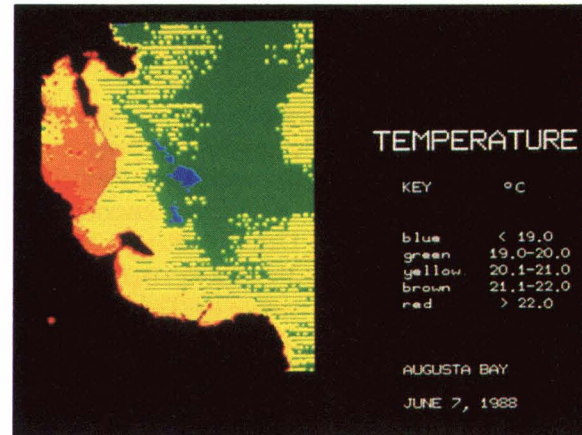 TEMPERATURE
KEY °C
blue < 19.0
green 19.0-20.0
yellow. 20.1-21.0
brown 21.1-22.0
red > 22.0
AUGUSTA BAY
JUNE 7, 1988